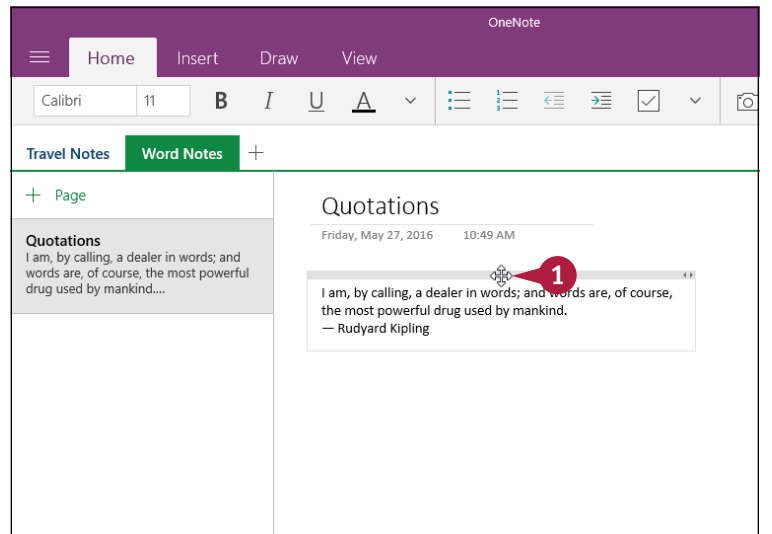 OneNote
Home Insert Draw View
Calibri 11 B I U A
1
2
3
Travel Notes Word Notes +
+ Page
Quotations
I am, by calling, a dealer in words; and
words are, of course, the most powerful
drug used by mankind....
Quotations
Friday, May 27, 2016 10:49 AM
1
I am, by calling, a dealer in words; and words are, of course,
the most powerful drug used by mankind.
— Rudyard Kipling